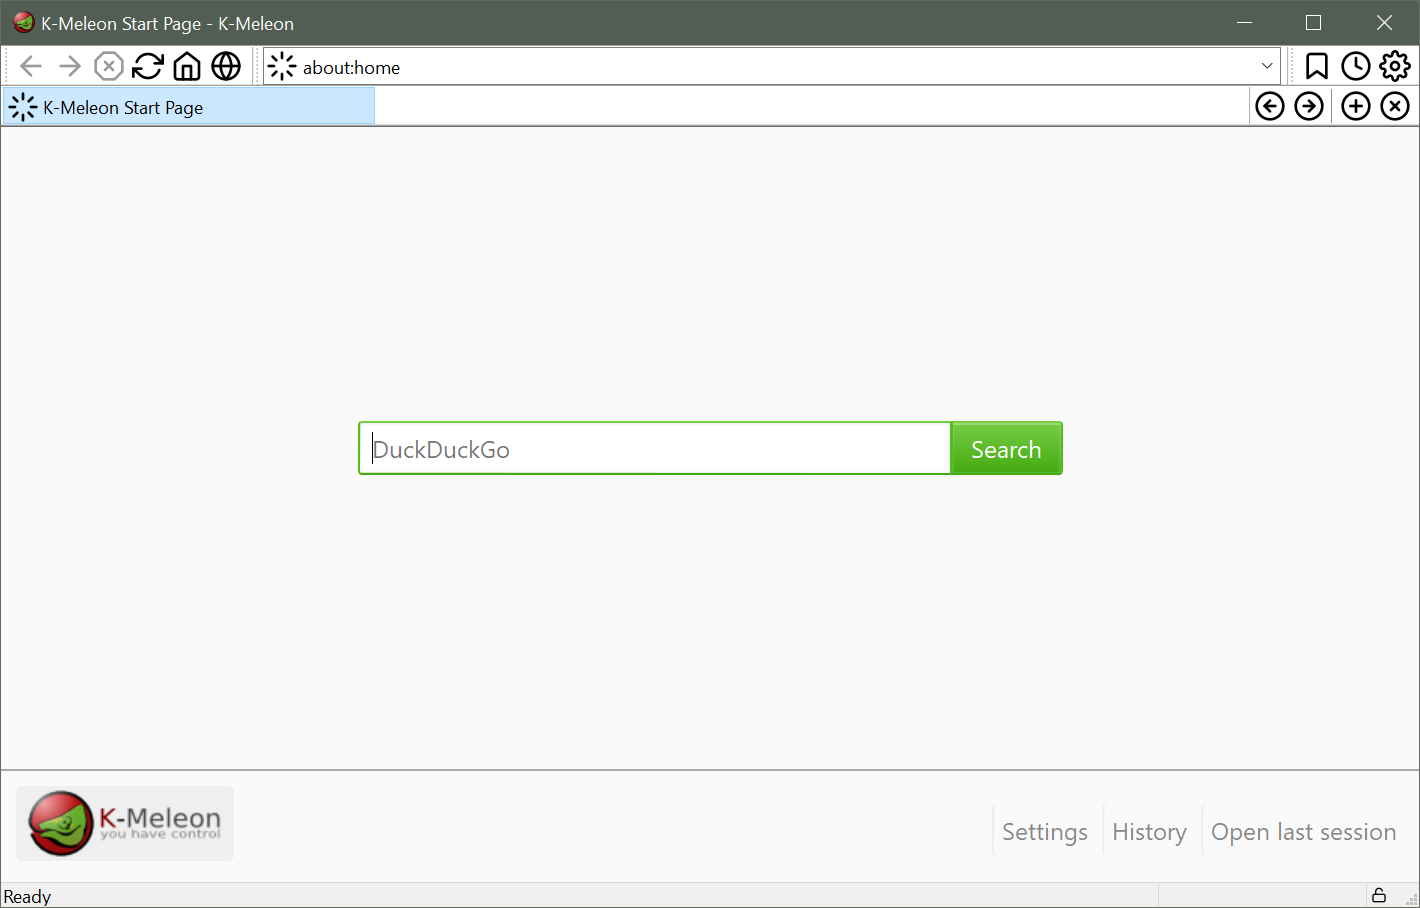 K-Meleon Start Page - K-Meleon
about:home
K-Meleon Start Page
DuckDuckGo
Search
K-Meleon
you have control
Settings
History
Open last session
Ready